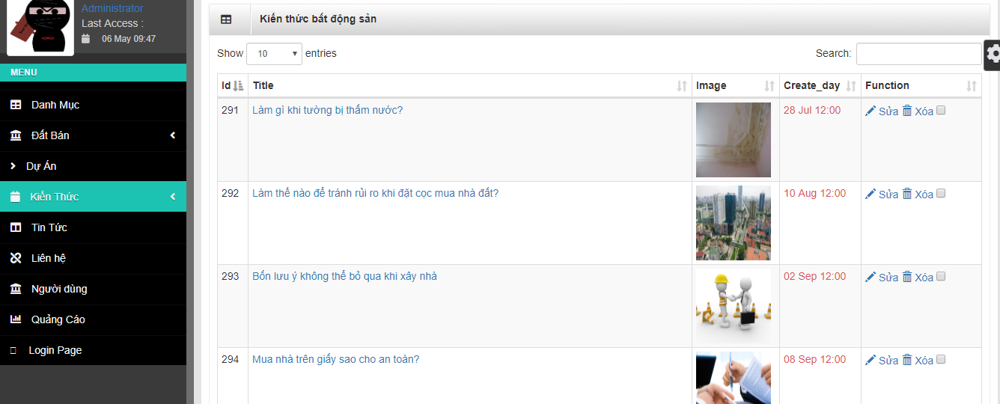 Administrator
Last Access :
06 May 09:47
MENU
Danh Mục
Đất Bán
Dự Án
Kiến Thức
Tin Tức
Liên hệ
Người dùng
Quảng Cáo
Login Page
Kiến thức bất động sản
Show 10 entries
Search:
Id Title Image Create_day Function
291 Làm gì khi tường bị thấm nước? 28 Jul 12:00 Sửa Xóa
292 Làm thế nào để tránh rủi ro khi đặt cọc mua nhà đất? 10 Aug 12:00 Sửa Xóa
293 Bốn lưu ý không thể bỏ qua khi xây nhà 02 Sep 12:00 Sửa Xóa
294 Mua nhà trên giấy sao cho an toàn? 08 Sep 12:00 Sửa Xóa